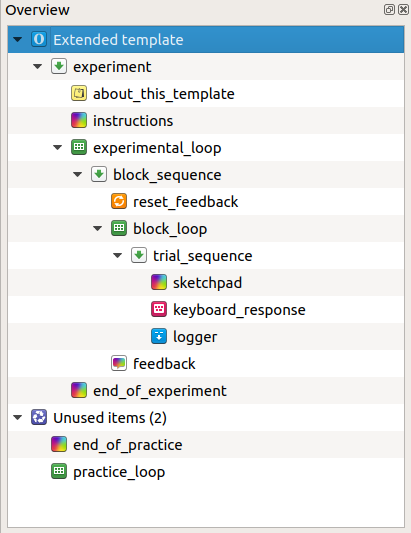 Overview
Extended template
experiment
about_this_template
instructions
experimental_loop
block_sequence
reset_feedback
block_loop
trial_sequence
sketchpad
keyboard_response
logger
feedback
end_of_experiment
Unused items (2)
end_of_practice
practice_loop